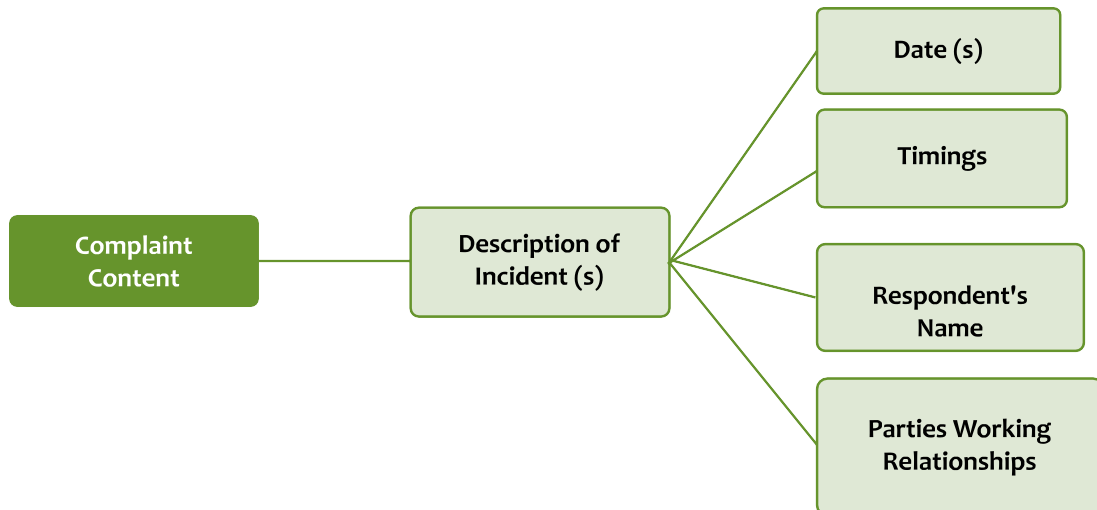 Complaint
Content
Description of
Incident (s)
Date (s)
Timings
Respondent's
Name
Parties Working
Relationships